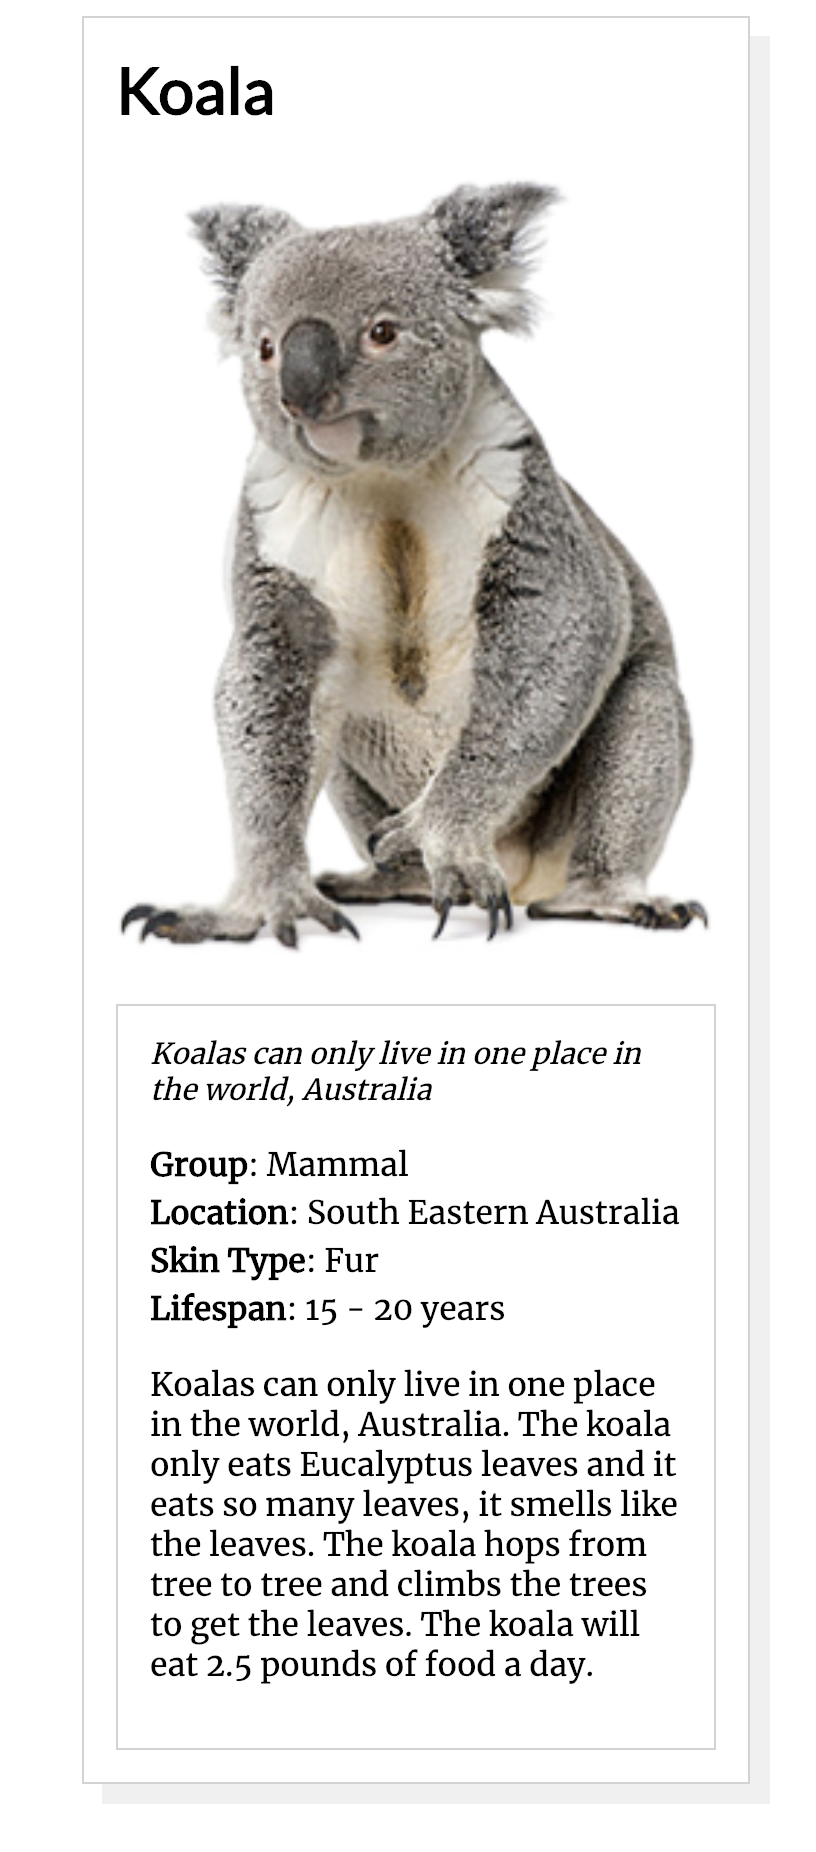 Koala
Koalas can only live in one place in
the world, Australia
Group: Mammal
Location: South Eastern Australia
Skin Type: Fur
Lifespan: 15 - 20 years
Koalas can only live in one place
in the world, Australia. The koala
only eats Eucalyptus leaves and it
eats so many leaves, it smells like
the leaves. The koala hops from
tree to tree and climbs the trees
to get the leaves. The koala will
eat 2.5 pounds of food a day.